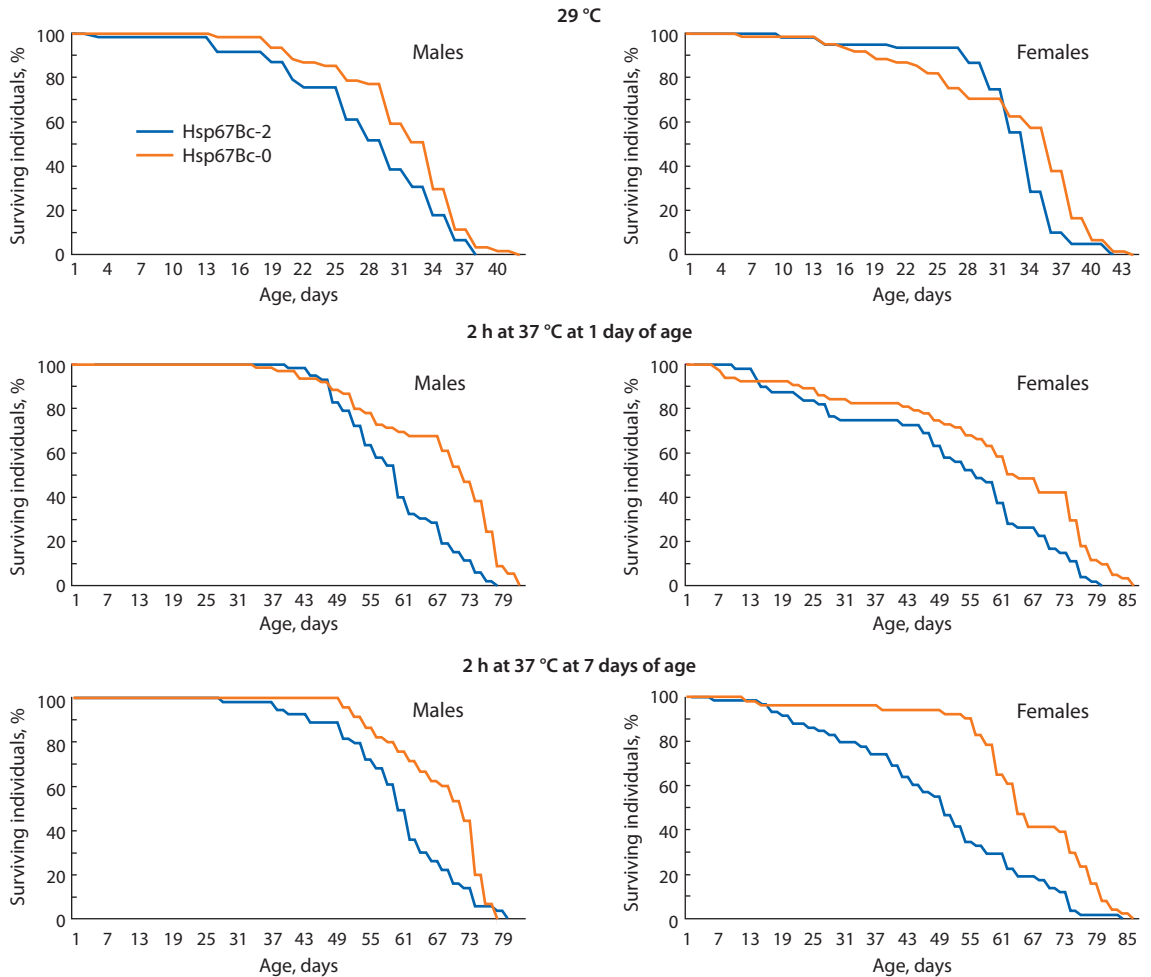 29 °C
Males
Females
Surviving individuals, %
100
80
60
40
20
0
Hsp67Bc-2
Hsp67Bc-0
1 4 7 10 13 16 19 22 25 28 31 34 37 40
Age, days
Surviving individuals, %
100
80
60
40
20
0
1 4 7 10 13 16 19 22 25 28 31 34 37 40 43
Age, days
2 h at 37 °C at 1 day of age
Males
Females
Surviving individuals, %
100
80
60
40
20
0
1 7 13 19 25 31 37 43 49 55 61 67 73 79
Age, days
Surviving individuals, %
100
80
60
40
20
0
1 7 13 19 25 31 37 43 49 55 61 67 73 79 85
Age, days
2 h at 37 °C at 7 days of age
Males
Females
Surviving individuals, %
100
80
60
40
20
0
1 7 13 19 25 31 37 43 49 55 61 67 73 79
Age, days
Surviving individuals, %
100
80
60
40
20
0
1 7 13 19 25 31 37 43 49 55 61 67 73 79 85
Age, days